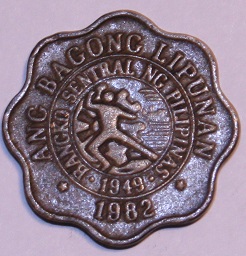 ANG BAGONG LIPUNAN
BANGKO SENTRAL NG PILIPINAS
1949
1982